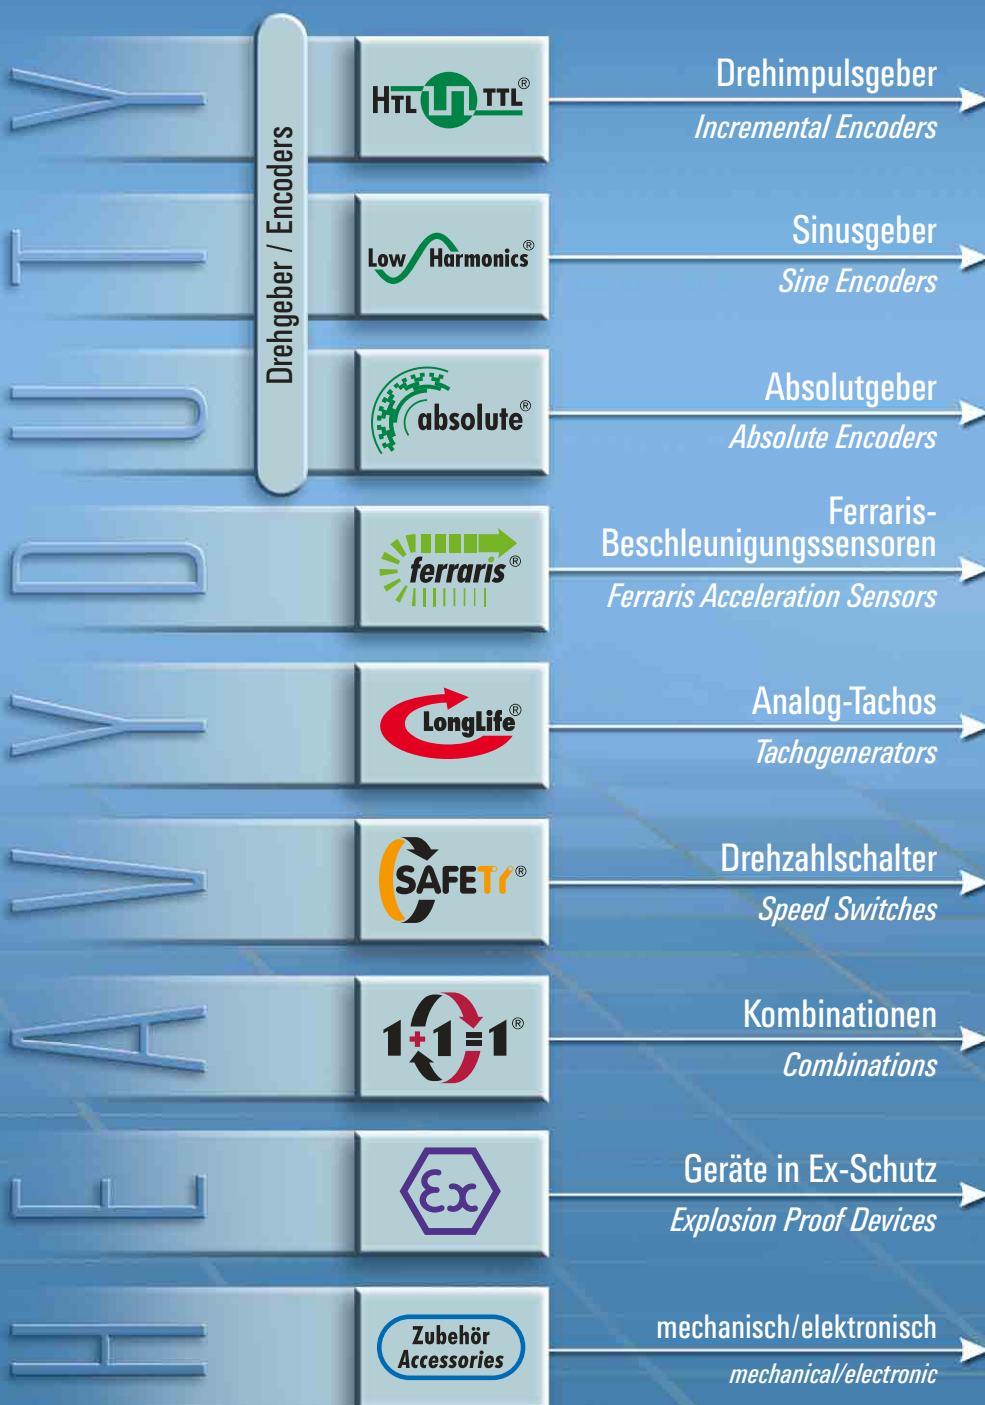 HEAVY DUTY
Drehgeber / Encoders
HTL TTL®
Drehimpulsgeber
Incremental Encoders
Low Harmonics®
Sinusgeber
Sine Encoders
absolute®
Absolutgeber
Absolute Encoders
ferraris®
Ferraris-
Beschleunigungssensoren
Ferraris Acceleration Sensors
LongLife®
Analog-Tachos
Tachogenerators
SAFETY®
Drehzahlschalter
Speed Switches
1+1=1®
Kombinationen
Combinations
Ex
Geräte in Ex-Schutz
Explosion Proof Devices
Zubehör
Accessories
mechanisch/elektronisch
mechanical/electronic